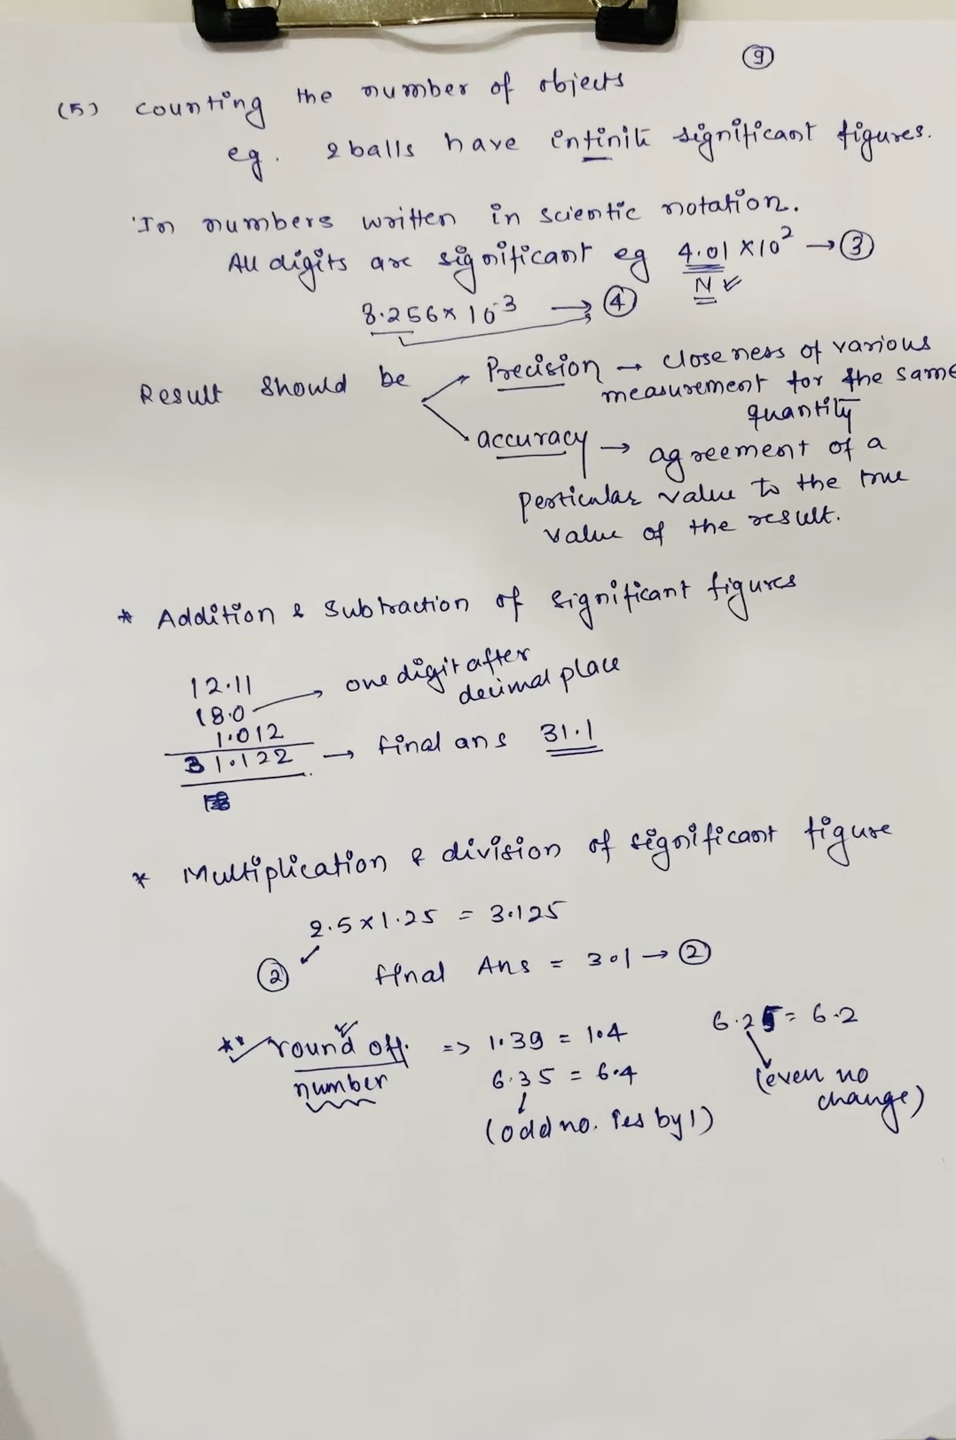 9
(5) counting the number of objects
eg. 2 balls have infinite significant figures.
'In numbers written in scientic notation.
All digits are significant eg 4.01 × 10² → 3
N ✓
8.256 × 10⁻³ → 4
Result should be
Precision → closeness of various
measurement for the same
quantity
accuracy → agreement of a
perticular value to the true
value of the result.
* Addition & Subtraction of significant figures
12.11
18.0 → one digit after
decimal place
1.012
31.122 → final ans 31.1
* Multiplication & division of significant figure
2.5 × 1.25 = 3.125
2 ✓
final Ans = 3.1 → 2
** round off. => 1.39 = 1.4
number
6.35 = 6.4
(odd no. ies by 1)
6.25 = 6.2
(even no
change)